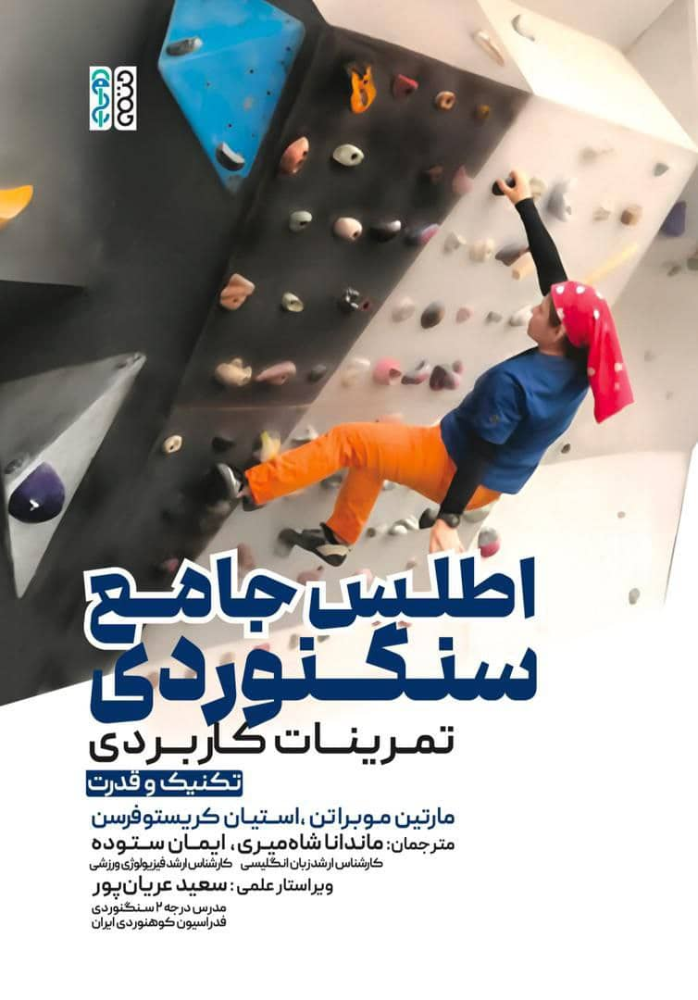 اطلس جامع
سنگنوردی
تمرینات کاربردی
تکنیک و قدرت
مارتین موبراتن ،استیان کریستوفرسن
مترجمان: ماندانا شاه‌میری، ایمان ستوده
کارشناس ارشد زبان انگلیسی کارشناس ارشد فیزیولوژی ورزشی
ویراستار علمی: سعید عریان‌پور
مدرس درجه ۲ سنگنوردی
فدراسیون کوهنوردی ایران